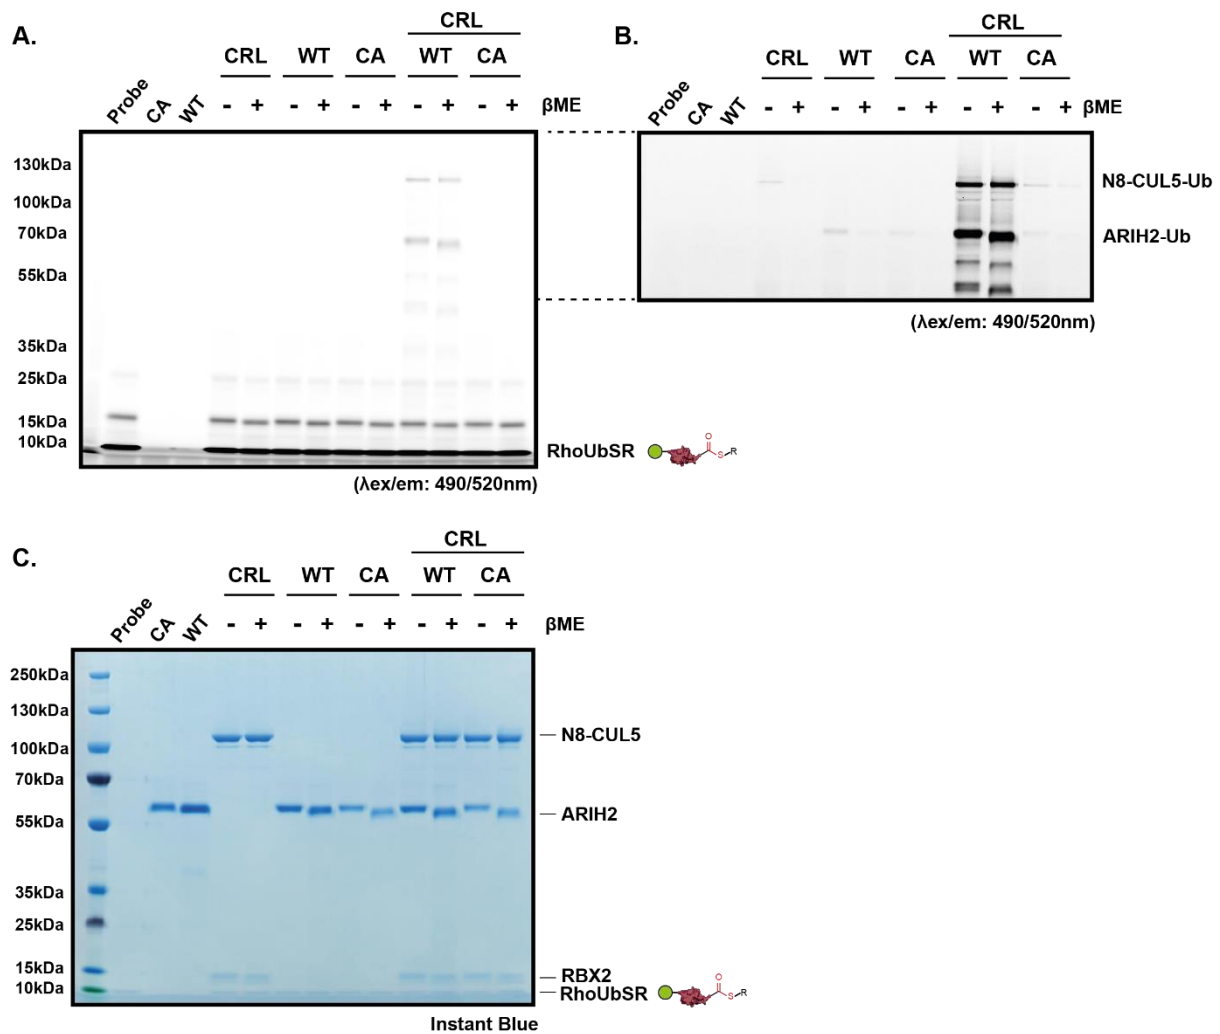 A.
CRL
CRL WT CA WT CA
Probe CA WT - + - + - + - + - + βME
130kDa
100kDa
70kDa
55kDa
35kDa
25kDa
15kDa
10kDa
RhoUbSR
O
S R
(λex/em: 490/520nm)
B.
CRL
CRL WT CA WT CA
Probe CA WT - + - + - + - + - + βME
N8-CUL5-Ub
ARIH2-Ub
(λex/em: 490/520nm)
C.
CRL
CRL WT CA WT CA
Probe CA WT - + - + - + - + - + βME
250kDa
130kDa
100kDa
70kDa
55kDa
35kDa
25kDa
15kDa
10kDa
N8-CUL5
ARIH2
RBX2
RhoUbSR
O
S R
Instant Blue